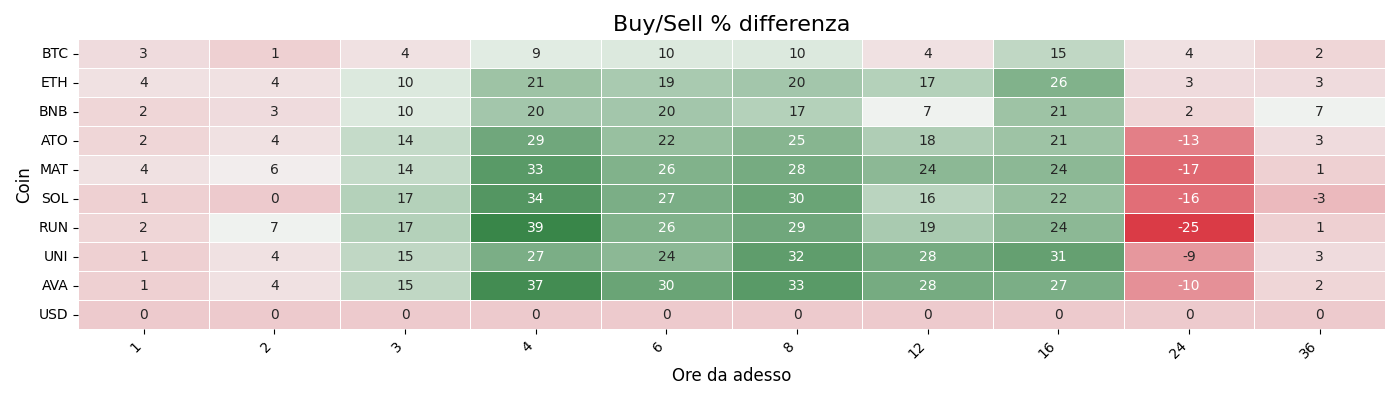 Buy/Sell % differenza
Coin
BTC 3 1 4 9 10 10 4 15 4 2
ETH 4 4 10 21 19 20 17 26 3 3
BNB 2 3 10 20 20 17 7 21 2 7
ATO 2 4 14 29 22 25 18 21 -13 3
MAT 4 6 14 33 26 28 24 24 -17 1
SOL 1 0 17 34 27 30 16 22 -16 -3
RUN 2 7 17 39 26 29 19 24 -25 1
UNI 1 4 15 27 24 32 28 31 -9 3
AVA 1 4 15 37 30 33 28 27 -10 2
USD 0 0 0 0 0 0 0 0 0 0
1 2 3 4 6 8 12 16 24 36
Ore da adesso